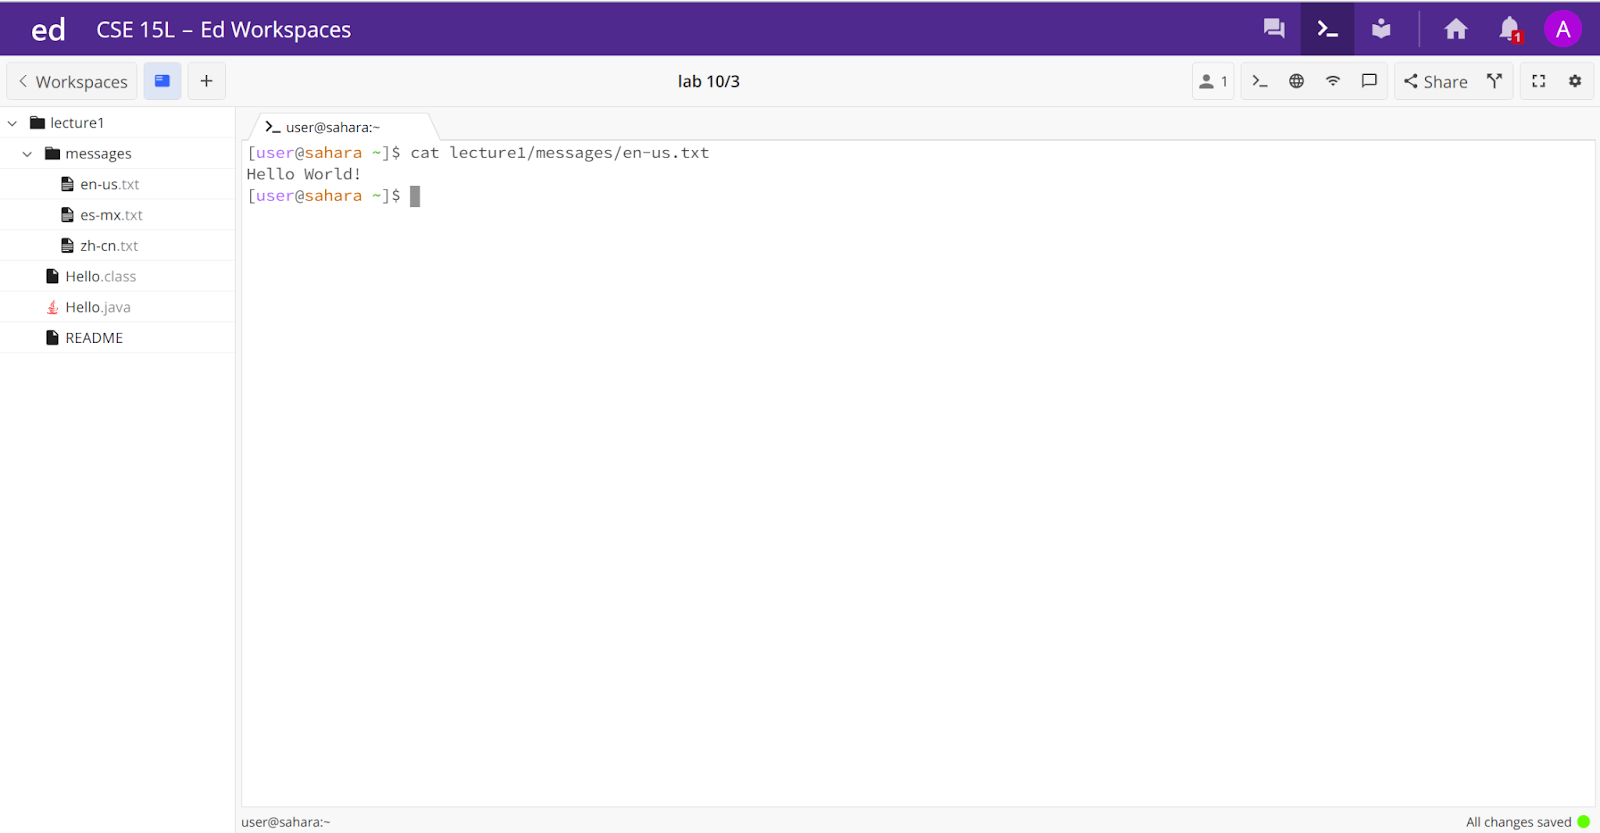 ed CSE 15L – Ed Workspaces 1 A
Workspaces + lab 10/3 1 Share
lecture1
messages
en-us.txt
es-mx.txt
zh-cn.txt
Hello.class
Hello.java
README
user@sahara:~
[user@sahara ~]$ cat lecture1/messages/en-us.txt
Hello World!
[user@sahara ~]$
user@sahara:~ All changes saved